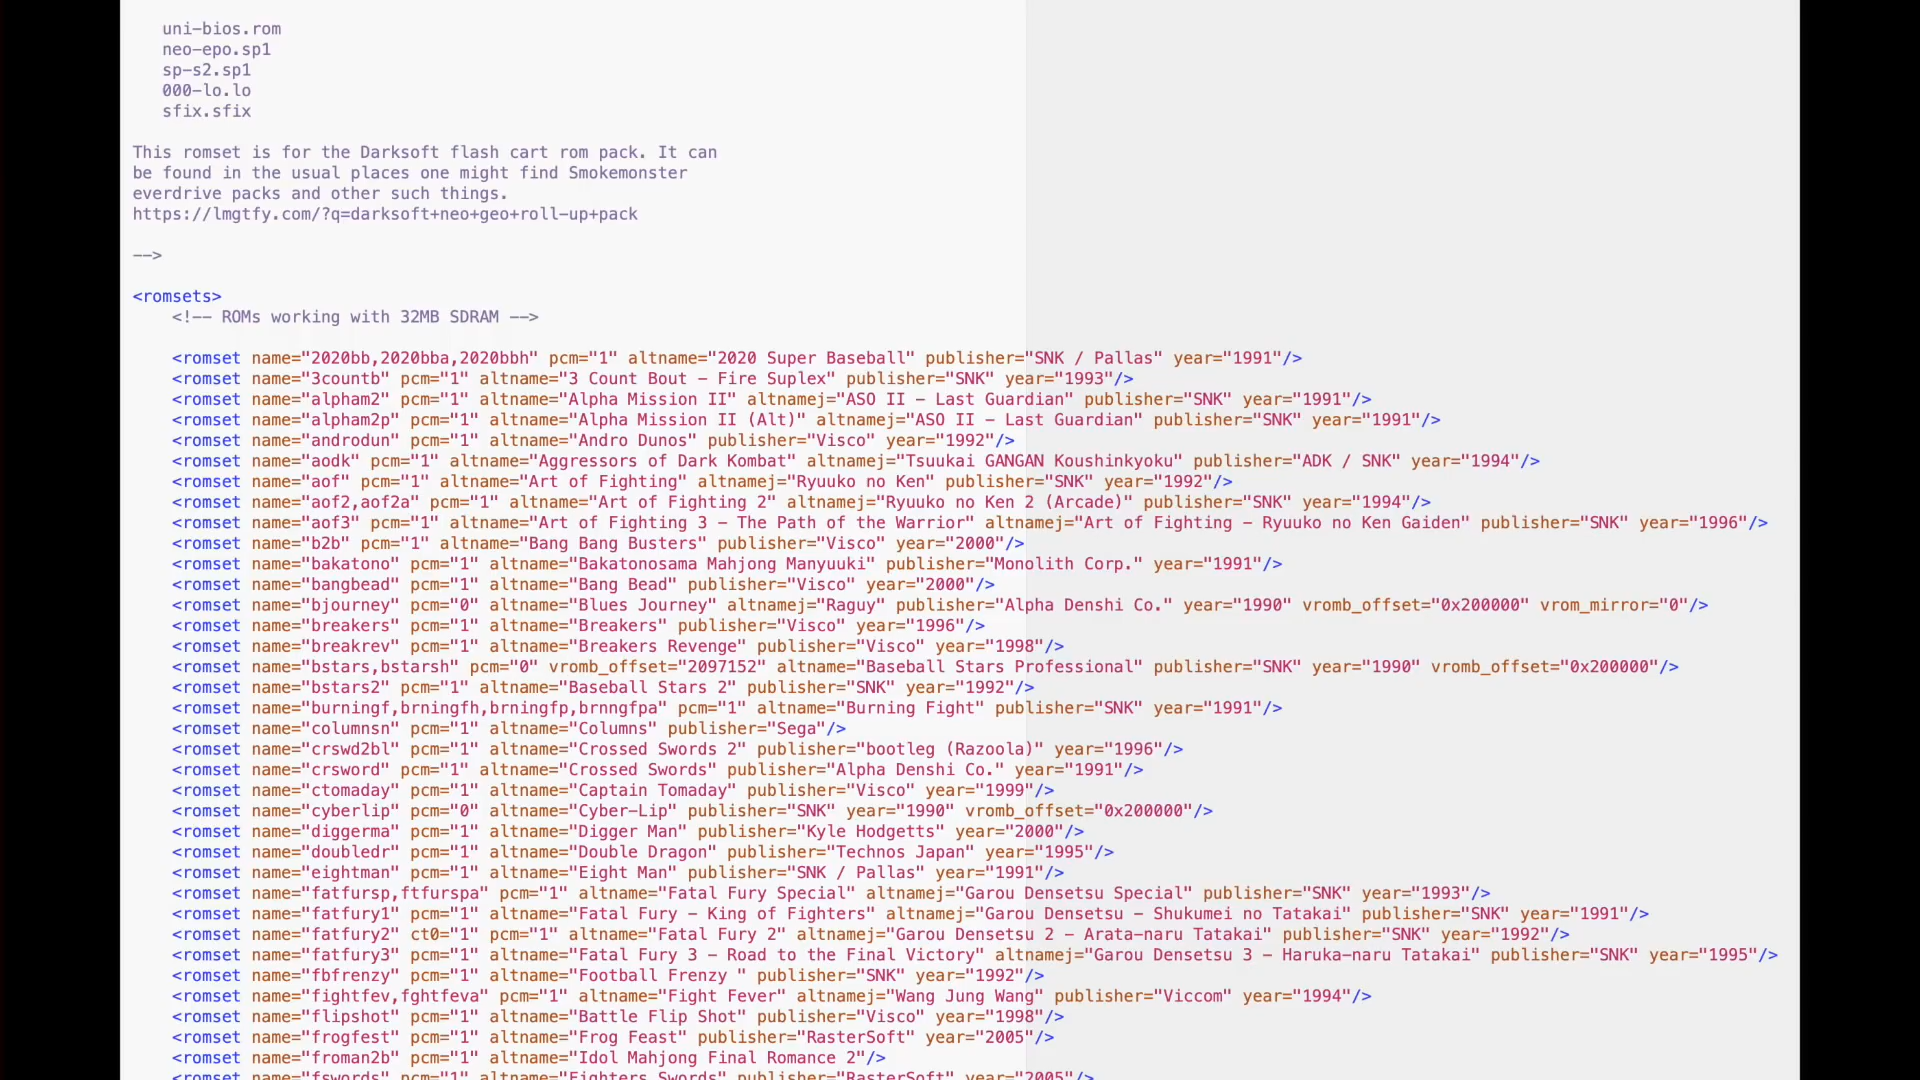 uni-bios.rom
neo-epo.sp1
sp-s2.sp1
000-lo.lo
sfix.sfix
This romset is for the Darksoft flash cart rom pack. It can
be found in the usual places one might find Smokemonster
everdrive packs and other such things.
https://lmgtfy.com/?q=darksoft+neo+geo+roll-up+pack
-->
<romsets>
<!-- ROMs working with 32MB SDRAM -->
<romset name="2020bb,2020bba,2020bbh" pcm="1" altname="2020 Super Baseball" publisher="SNK / Pallas" year="1991"/>
<romset name="3countb" pcm="1" altname="3 Count Bout – Fire Suplex" publisher="SNK" year="1993"/>
<romset name="alpham2" pcm="1" altname="Alpha Mission II" altnamej="ASO II – Last Guardian" publisher="SNK" year="1991"/>
<romset name="alpham2p" pcm="1" altname="Alpha Mission II (Alt)" altnamej="ASO II – Last Guardian" publisher="SNK" year="1991"/>
<romset name="androdun" pcm="1" altname="Andro Dunos" publisher="Visco" year="1992"/>
<romset name="aodk" pcm="1" altname="Aggressors of Dark Kombat" altnamej="Tsuukai GANGAN Koushinkyoku" publisher="ADK / SNK" year="1994"/>
<romset name="aof" pcm="1" altname="Art of Fighting" altnamej="Ryuuko no Ken" publisher="SNK" year="1992"/>
<romset name="aof2,aof2a" pcm="1" altname="Art of Fighting 2" altnamej="Ryuuko no Ken 2 (Arcade)" publisher="SNK" year="1994"/>
<romset name="aof3" pcm="1" altname="Art of Fighting 3 – The Path of the Warrior" altnamej="Art of Fighting – Ryuuko no Ken Gaiden" publisher="SNK" year="1996"/>
<romset name="b2b" pcm="1" altname="Bang Bang Busters" publisher="Visco" year="2000"/>
<romset name="bakatono" pcm="1" altname="Bakatonosama Mahjong Manyuuki" publisher="Monolith Corp." year="1991"/>
<romset name="bangbead" pcm="1" altname="Bang Bead" publisher="Visco" year="2000"/>
<romset name="bjourney" pcm="0" altname="Blues Journey" altnamej="Raguy" publisher="Alpha Denshi Co." year="1990" vromb_offset="0x200000" vrom_mirror="0"/>
<romset name="breakers" pcm="1" altname="Breakers" publisher="Visco" year="1996"/>
<romset name="breakrev" pcm="1" altname="Breakers Revenge" publisher="Visco" year="1998"/>
<romset name="bstars,bstarsh" pcm="0" vromb_offset="2097152" altname="Baseball Stars Professional" publisher="SNK" year="1990" vromb_offset="0x200000"/>
<romset name="bstars2" pcm="1" altname="Baseball Stars 2" publisher="SNK" year="1992"/>
<romset name="burningf,brningfh,brningfp,brnngfpa" pcm="1" altname="Burning Fight" publisher="SNK" year="1991"/>
<romset name="columnsn" pcm="1" altname="Columns" publisher="Sega"/>
<romset name="crswd2bl" pcm="1" altname="Crossed Swords 2" publisher="bootleg (Razoola)" year="1996"/>
<romset name="crsword" pcm="1" altname="Crossed Swords" publisher="Alpha Denshi Co." year="1991"/>
<romset name="ctomaday" pcm="1" altname="Captain Tomaday" publisher="Visco" year="1999"/>
<romset name="cyberlip" pcm="0" altname="Cyber-Lip" publisher="SNK" year="1990" vromb_offset="0x200000"/>
<romset name="diggerma" pcm="1" altname="Digger Man" publisher="Kyle Hodgetts" year="2000"/>
<romset name="doubledr" pcm="1" altname="Double Dragon" publisher="Technos Japan" year="1995"/>
<romset name="eightman" pcm="1" altname="Eight Man" publisher="SNK / Pallas" year="1991"/>
<romset name="fatfursp,ftfurspa" pcm="1" altname="Fatal Fury Special" altnamej="Garou Densetsu Special" publisher="SNK" year="1993"/>
<romset name="fatfury1" pcm="1" altname="Fatal Fury – King of Fighters" altnamej="Garou Densetsu – Shukumei no Tatakai" publisher="SNK" year="1991"/>
<romset name="fatfury2" ct0="1" pcm="1" altname="Fatal Fury 2" altnamej="Garou Densetsu 2 – Arata-naru Tatakai" publisher="SNK" year="1992"/>
<romset name="fatfury3" pcm="1" altname="Fatal Fury 3 – Road to the Final Victory" altnamej="Garou Densetsu 3 – Haruka-naru Tatakai" publisher="SNK" year="1995"/>
<romset name="fbfrenzy" pcm="1" altname="Football Frenzy " publisher="SNK" year="1992"/>
<romset name="fightfev,fghtfeva" pcm="1" altname="Fight Fever" altnamej="Wang Jung Wang" publisher="Viccom" year="1994"/>
<romset name="flipshot" pcm="1" altname="Battle Flip Shot" publisher="Visco" year="1998"/>
<romset name="frogfest" pcm="1" altname="Frog Feast" publisher="RasterSoft" year="2005"/>
<romset name="froman2b" pcm="1" altname="Idol Mahjong Final Romance 2"/>
<romset name="fswords" pcm="1" altname="Fighters Swords" publisher="RasterSoft" year="2005"/>